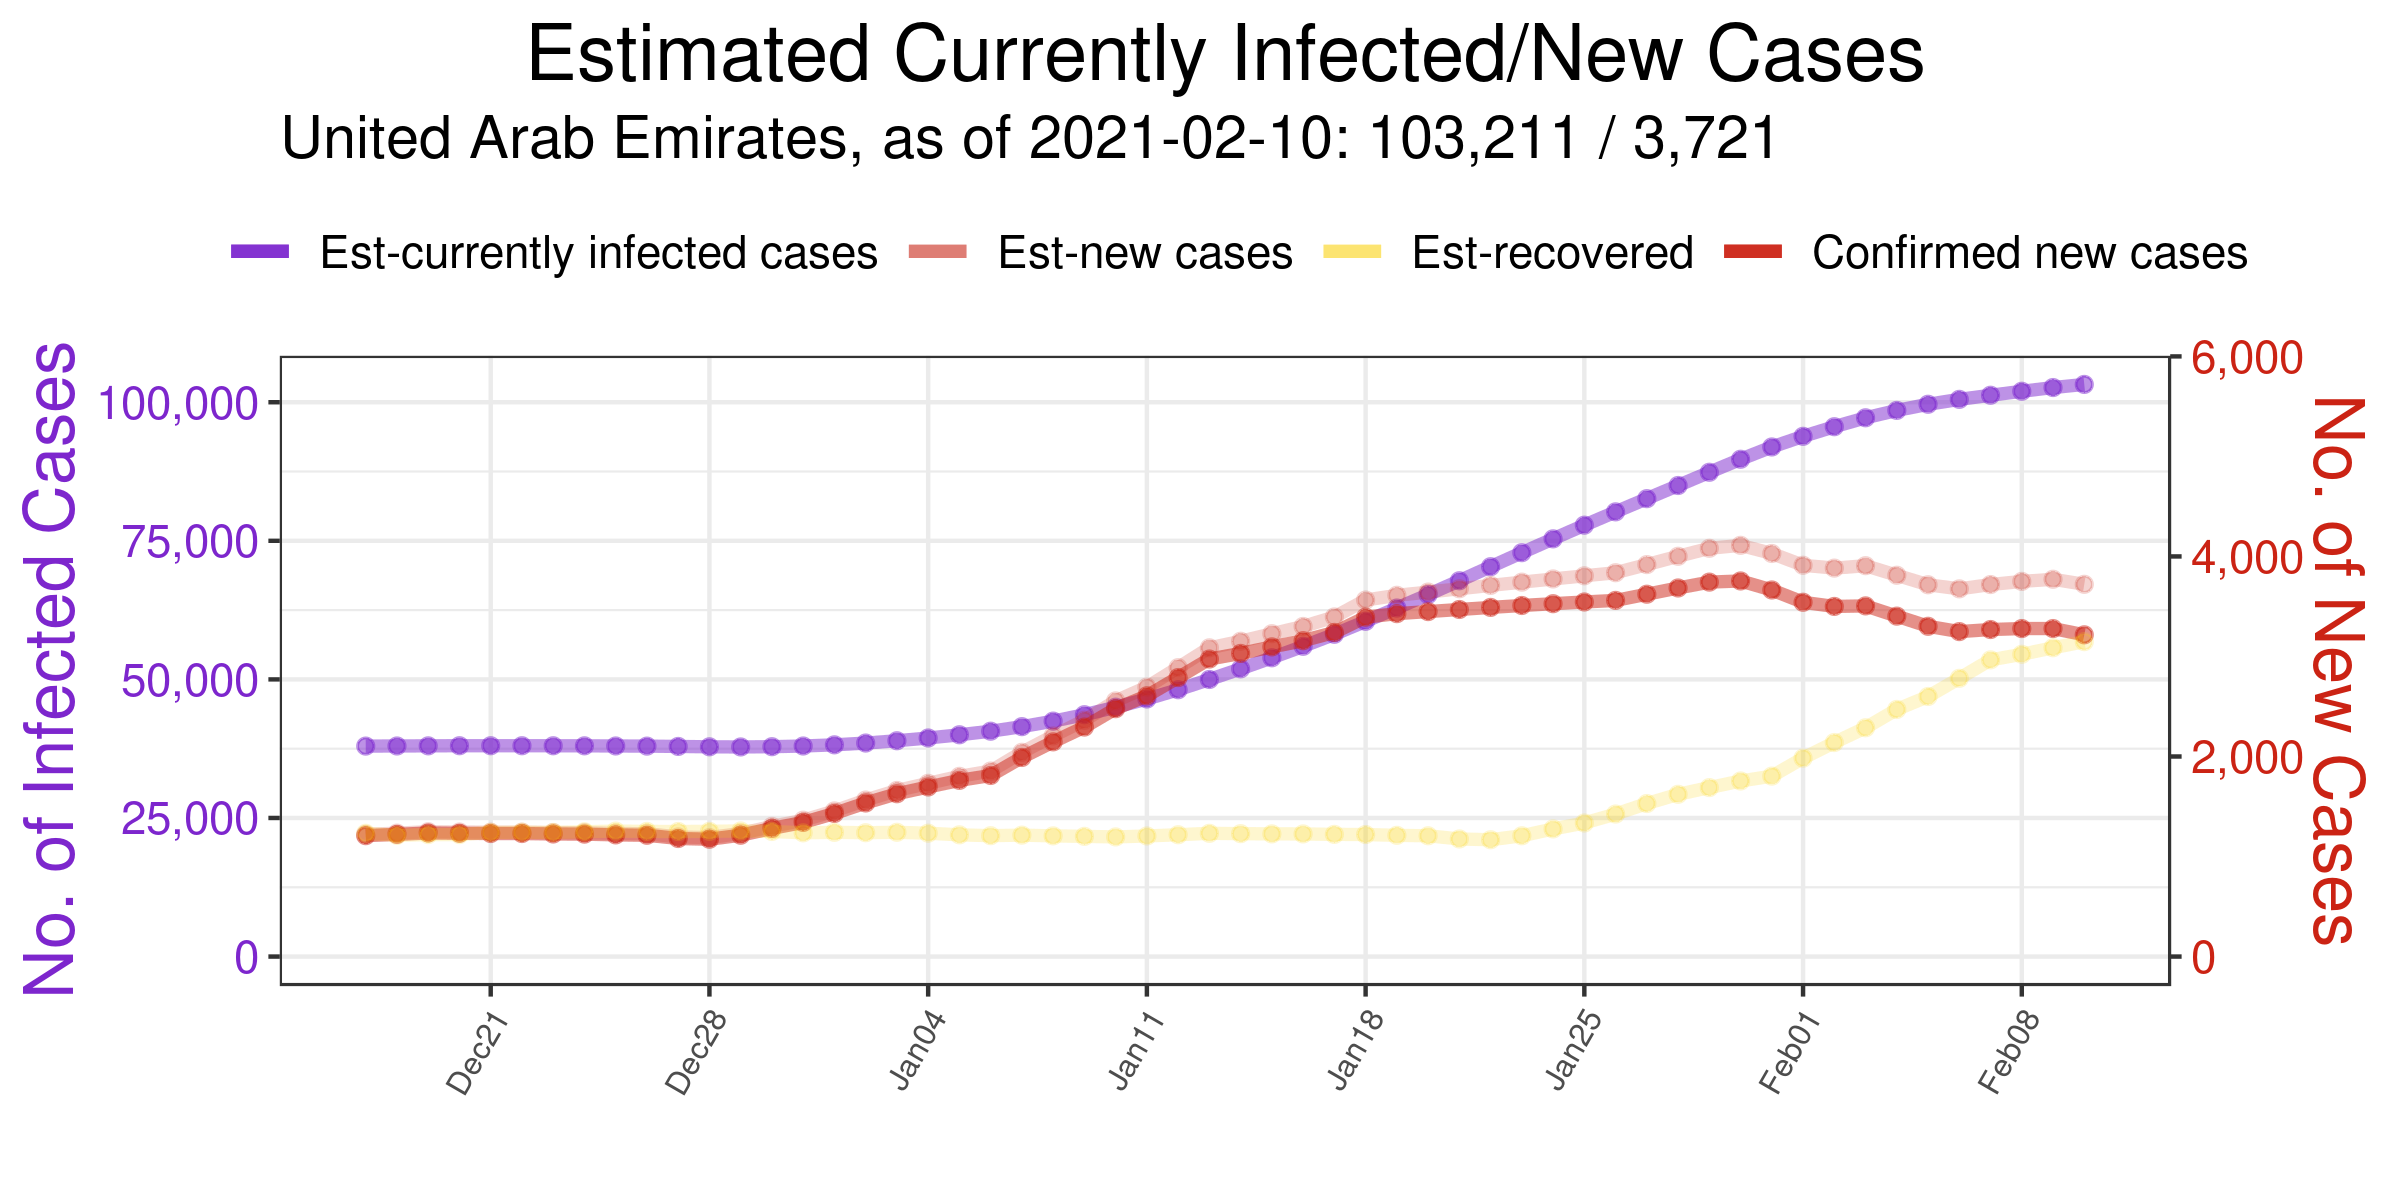 Estimated Currently Infected/New Cases
United Arab Emirates, as of 2021-02-10: 103,211 / 3,721
Est-currently infected cases Est-new cases Est-recovered Confirmed new cases
No. of Infected Cases
100,000
75,000
50,000
25,000
0
6,000
4,000
2,000
0
No. of New Cases
Dec21 Dec28 Jan04 Jan11 Jan18 Jan25 Feb01 Feb08